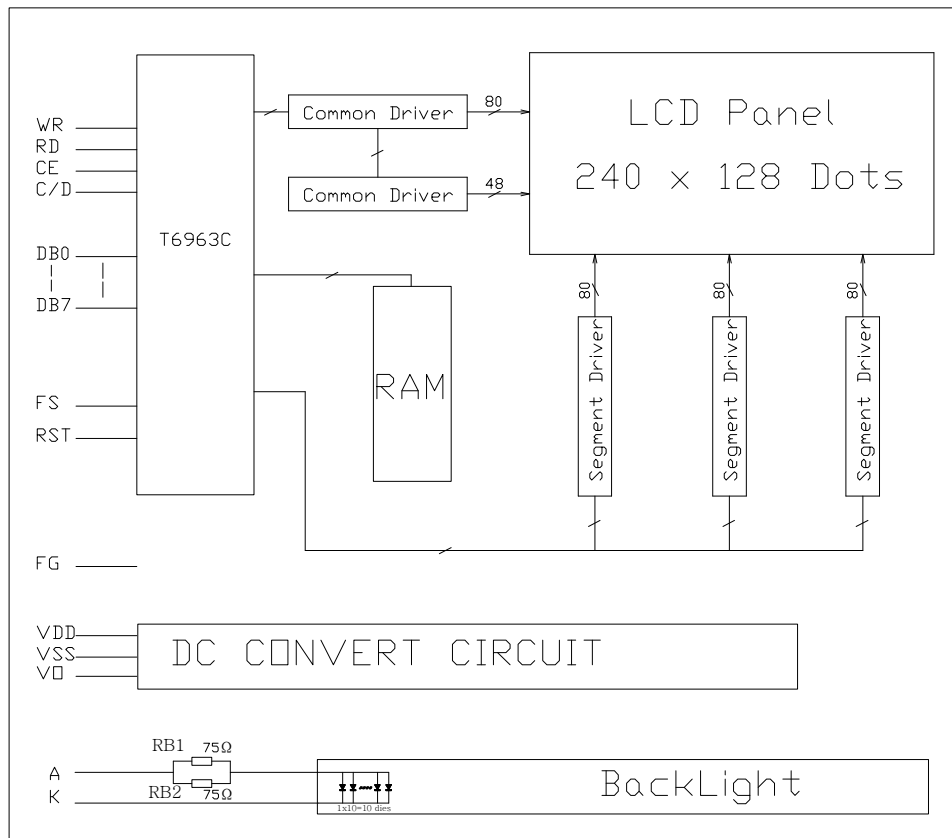 WR
RD
CE
C/D
DB0
DB7
FS
RST
FG
VDD
VSS
VO
A
K
T6963C
Common Driver
80
Common Driver
48
LCD Panel
240 x 128 Dots
RAM
80
80
80
Segment Driver
Segment Driver
Segment Driver
DC CONVERT CIRCUIT
RB1 75Ω
RB2 75Ω
1x10=10 dies
BackLight